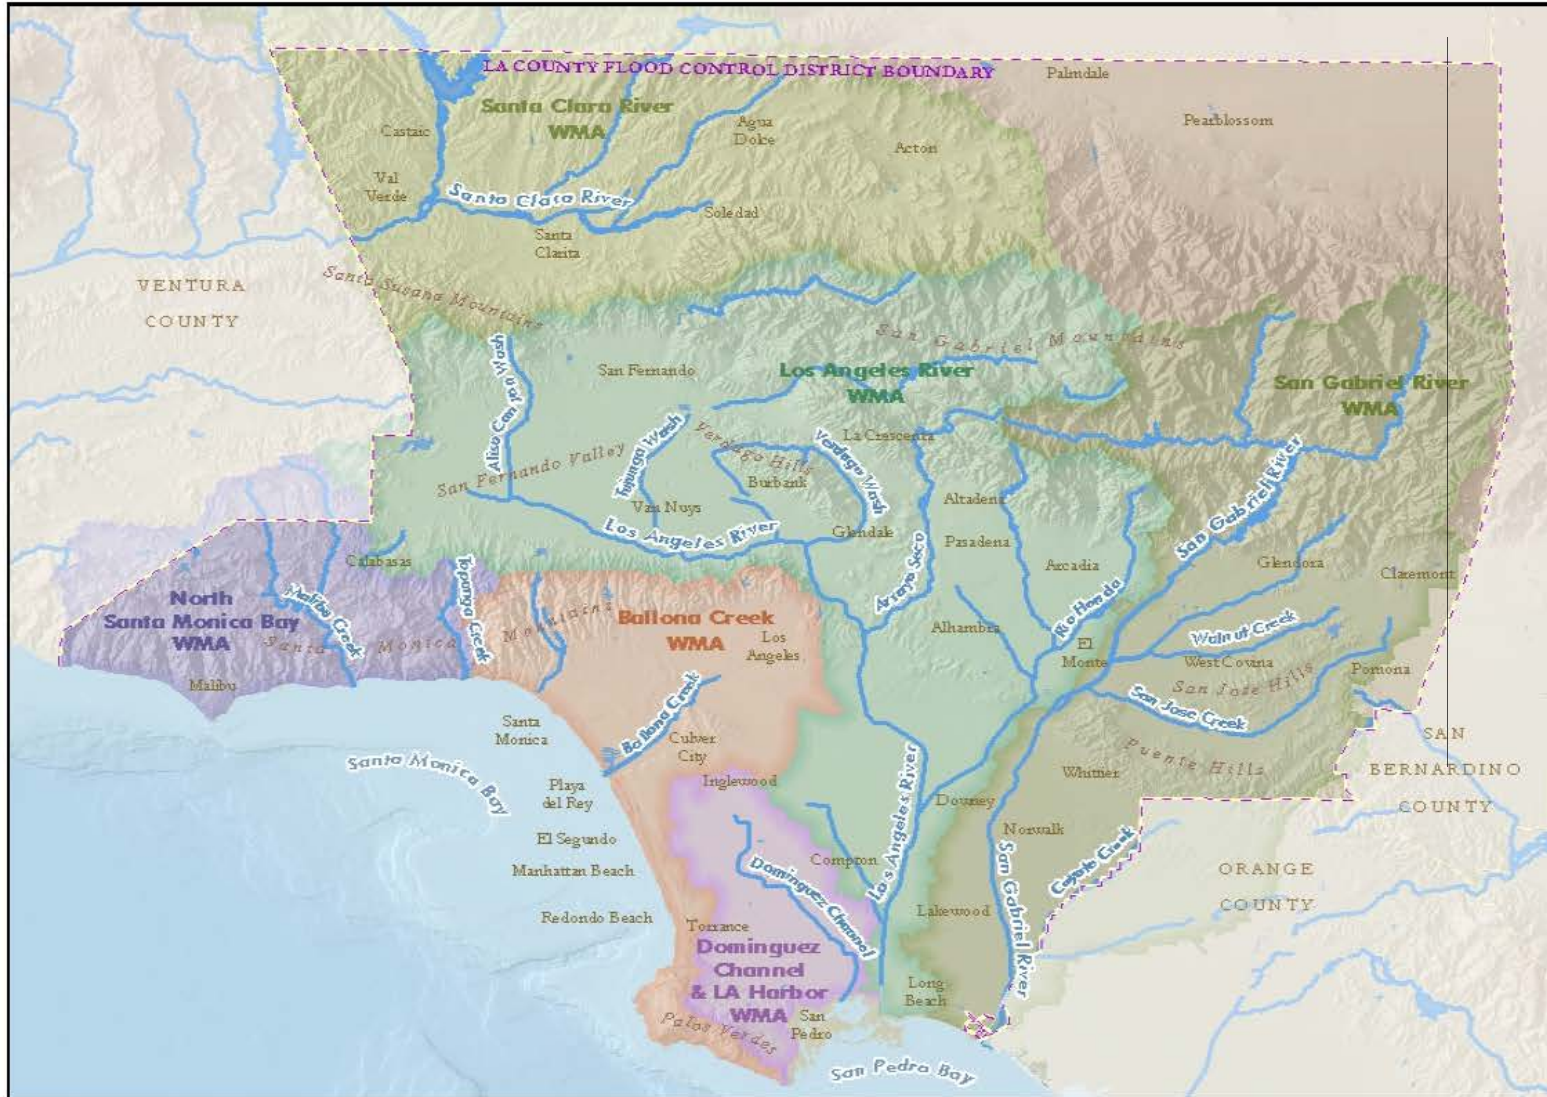 LA COUNTY FLOOD CONTROL DISTRICT BOUNDARY
Palmdale
Santa Clara River
WMA
Castaic
Agua
Dolce
Acton
Pearblossom
Val
Verde
Santa Clara River
Soledad
Santa
Clarita
VENTURA
COUNTY
Santa Susana Mountains
San Gabriel Mountains
Aliso Canyon Wash
San Fernando
Los Angeles River
WMA
San Gabriel River
WMA
San Fernando Valley
Tujunga Wash
Verdugo Hills
Verdugo Wash
La Crescenta
Burbank
Van Nuys
Los Angeles River
Glendale
Altadena
Pasadena
Arroyo Seco
Arcadia
San Gabriel River
Glendora
Claremont
Calabasas
Topanga Creek
Malibu Creek
North
Santa Monica Bay
WMA
Santa Monica Mountains
Malibu
Ballona Creek
WMA
Los
Angeles
Alhambra
Rio Hondo
El
Monte
Walnut Creek
West Covina
San Jose Hills
Pomona
San Jose Creek
Puente Hills
Whittier
Santa
Monica
Santa Monica Bay
Ballona Creek
Culver
City
Inglewood
Playa
del Rey
El Segundo
Manhattan Beach
Redondo Beach
Torrance
Dominguez Channel
Compton
Los Angeles River
Downey
Norwalk
Lakewood
San Gabriel River
Coyote Creek
SAN
BERNARDINO
COUNTY
ORANGE
COUNTY
Dominguez
Channel
& LA Harbor
WMA
Long
Beach
San
Pedro
Palos Verdes
San Pedro Bay